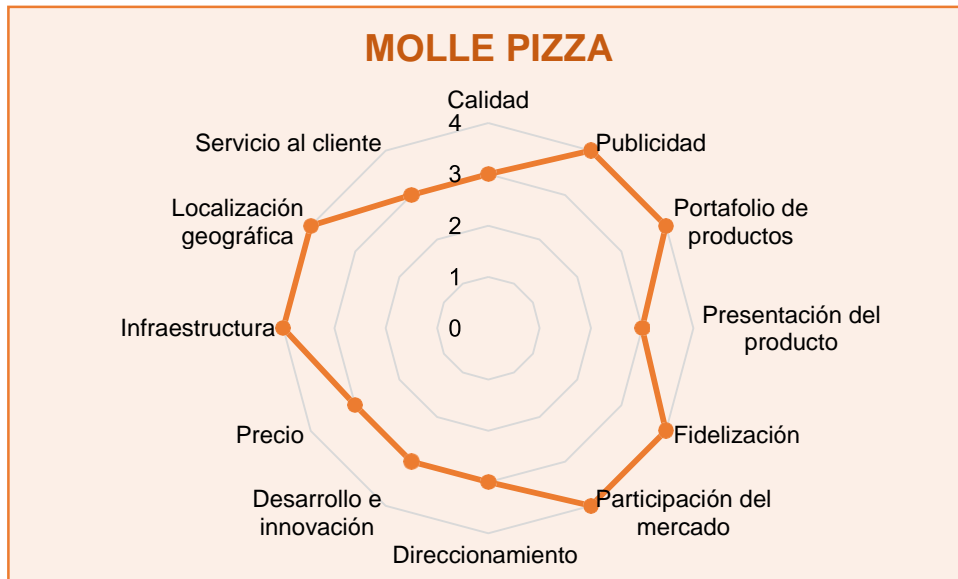 MOLLE PIZZA
Calidad
Publicidad
Portafolio de
productos
Presentación del
producto
Fidelización
Participación del
mercado
Direccionamiento
Desarrollo e
innovación
Precio
Infraestructura
Localización
geográfica
Servicio al cliente
4
3
2
1
0